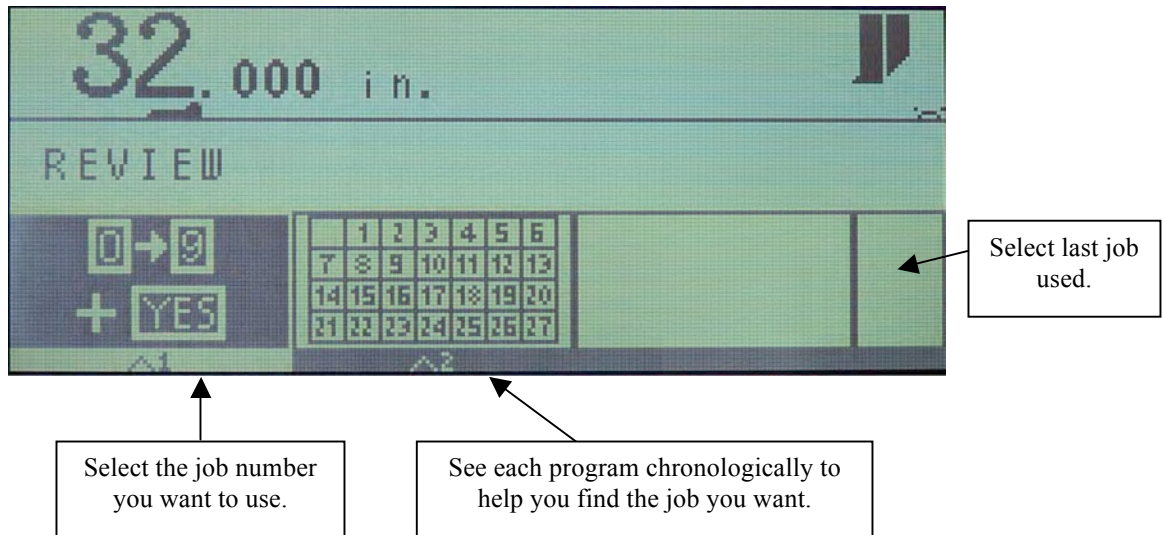 32.000 in.
REVIEW
0→9
+ YES
1 2 3 4 5 6
7 8 9 10 11 12 13
14 15 16 17 18 19 20
21 22 23 24 25 26 27
^1 ^2
Select last job
used.
Select the job number
you want to use.
See each program chronologically to
help you find the job you want.